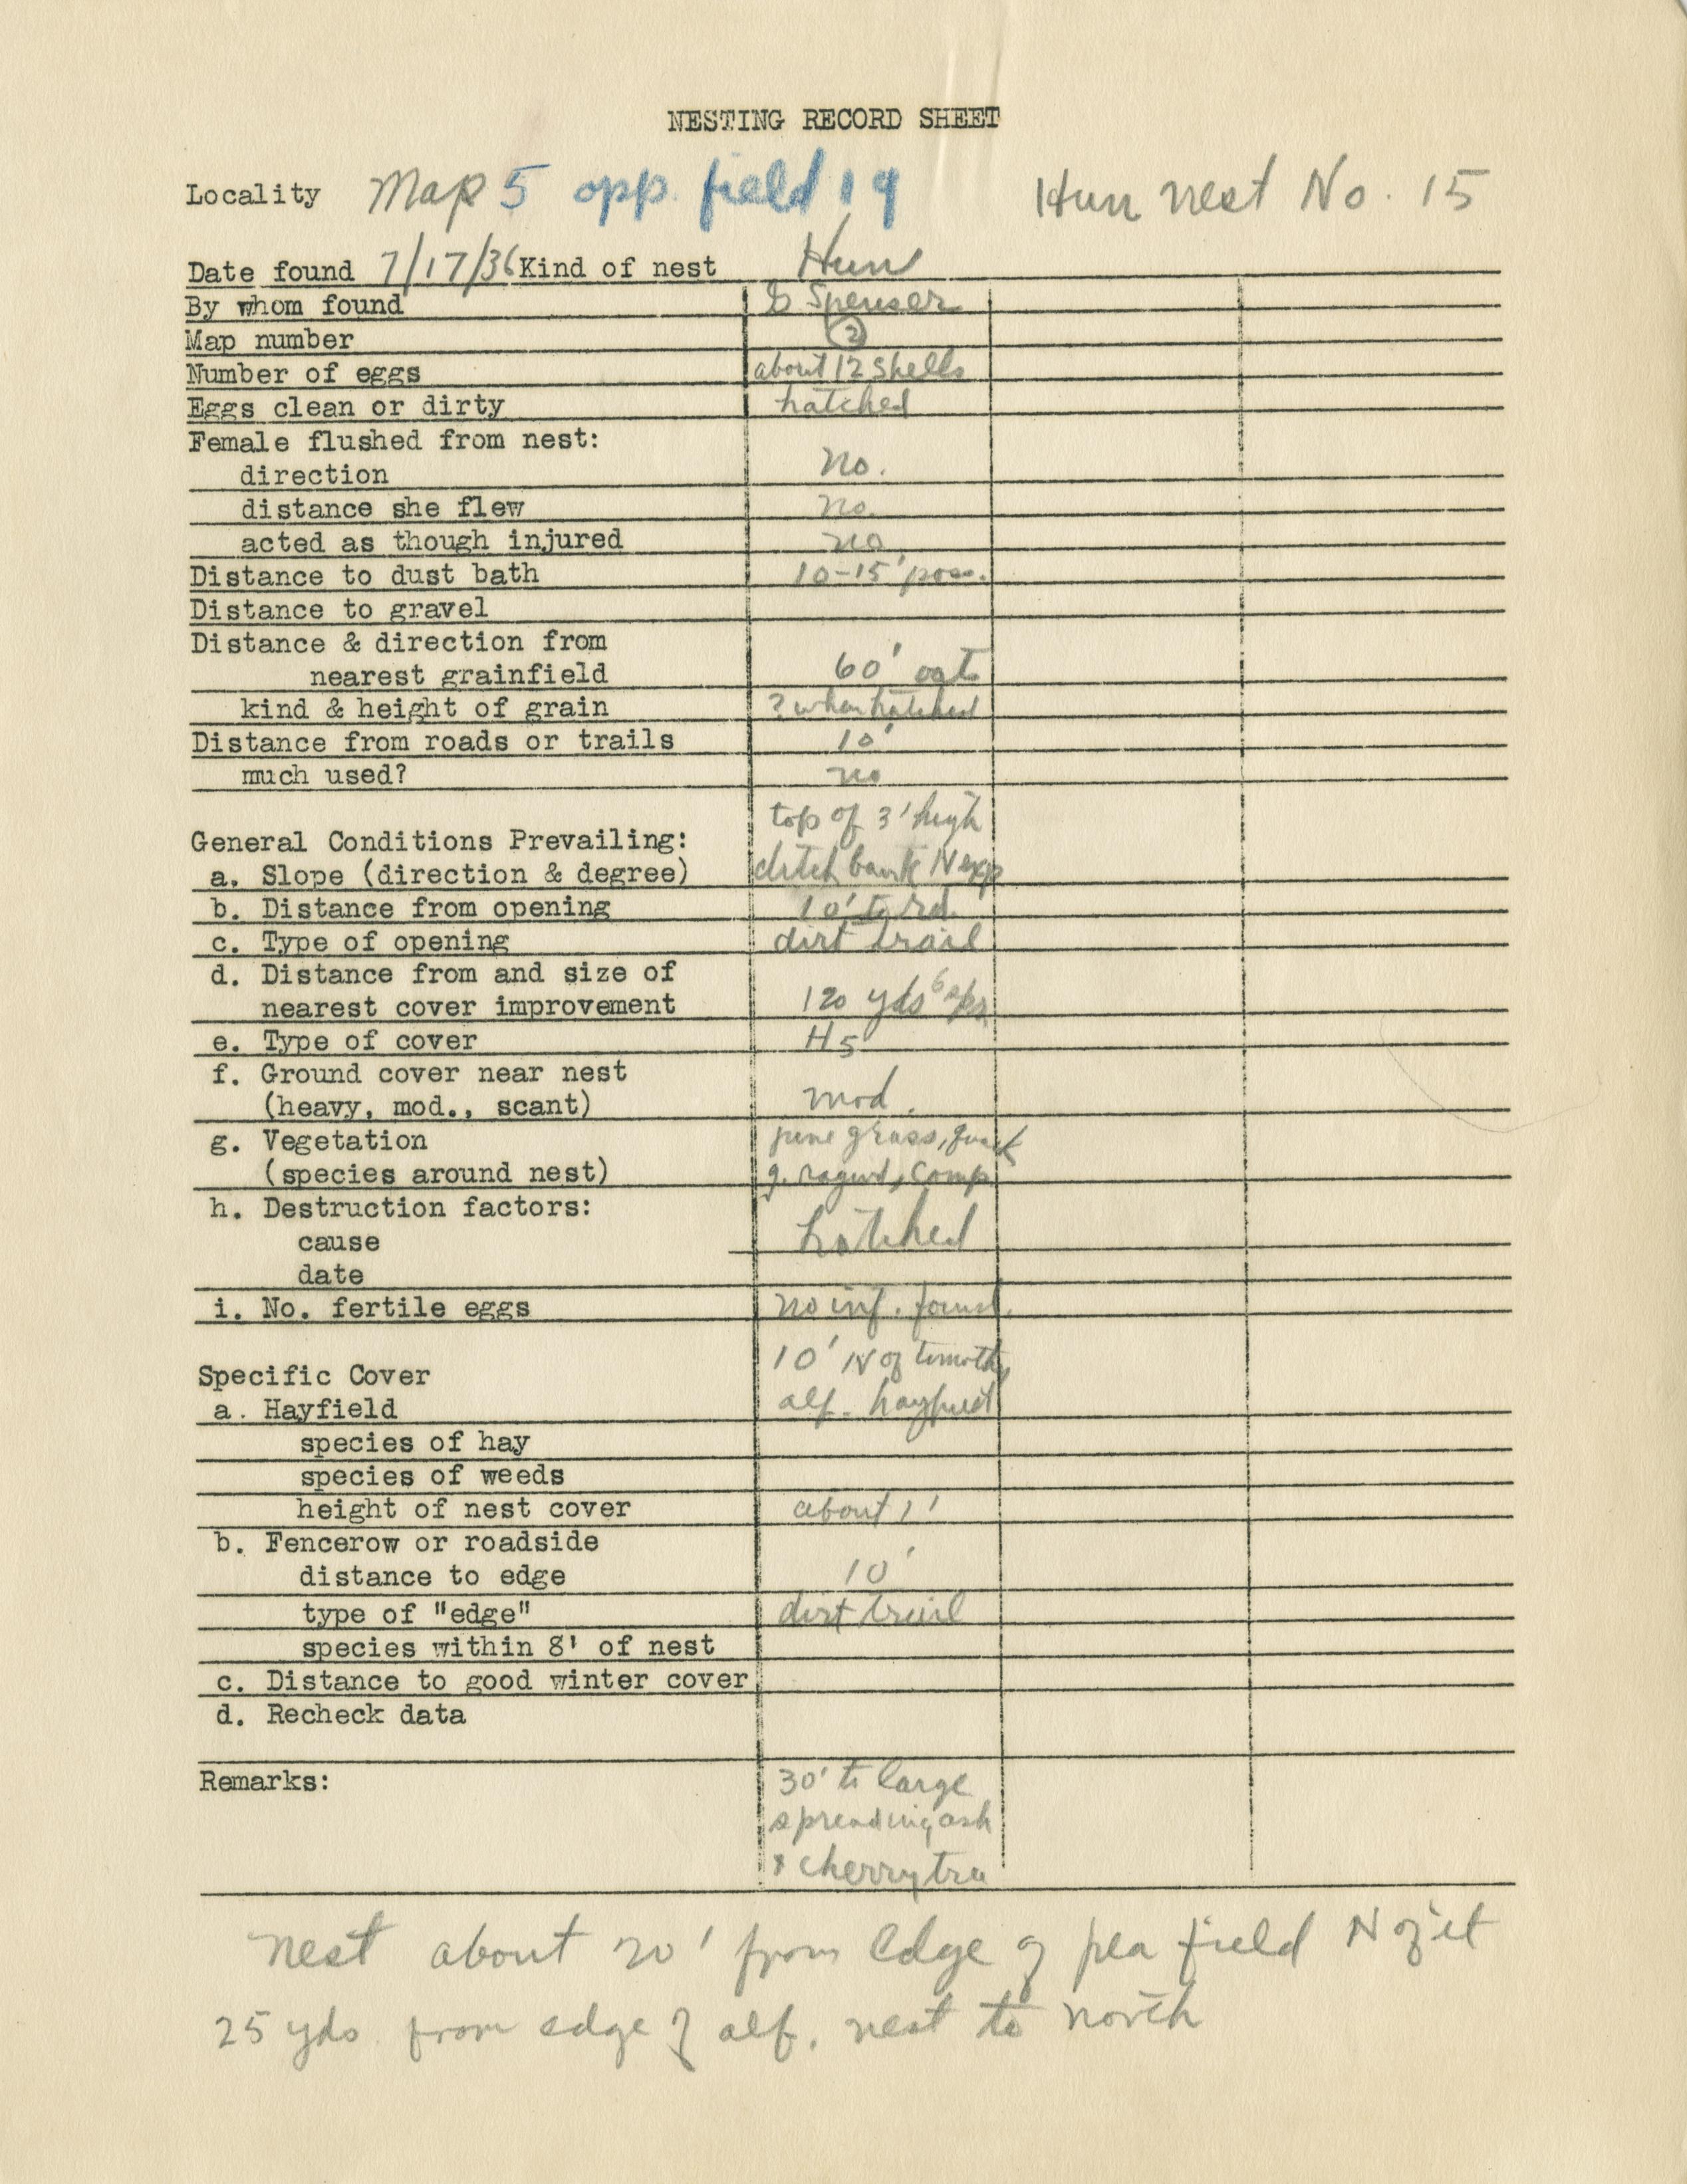 NESTING RECORD SHEET
Locality Map 5 opp. field 19 Hun nest No. 15
Date found 7/17/36 Kind of nest Hun
By whom found G Spenser
Map number 2
Number of eggs about 12 shells
Eggs clean or dirty hatched
Female flushed from nest:
direction no.
distance she flew no.
acted as though injured no.
Distance to dust bath 10-15' poss.
Distance to gravel
Distance & direction from
nearest grainfield 60' oats
kind & height of grain ? when hatched
Distance from roads or trails 10'
much used? no
top of 3' high
General Conditions Prevailing:
a. Slope (direction & degree) ditch bank N exp
b. Distance from opening 10' to rd.
c. Type of opening dirt trail
d. Distance from and size of
nearest cover improvement 120 yds 6
e. Type of cover H5
f. Ground cover near nest
(heavy, mod., scant) mod.
g. Vegetation June grass, quack
(species around nest) g. ragwd, comp.
h. Destruction factors:
cause hatched
date
i. No. fertile eggs no inf. found.
10' N of timothy
Specific Cover
a. Hayfield alf. hayfield
species of hay
species of weeds
height of nest cover about 1'
b. Fencerow or roadside
distance to edge 10'
type of "edge" dirt trail
species within 8' of nest
c. Distance to good winter cover
d. Recheck data
Remarks: 30' to large
spreading ash
& cherry tree
Nest about 20' from edge of pea field N of it
25 yds from edge of alf. nest to north